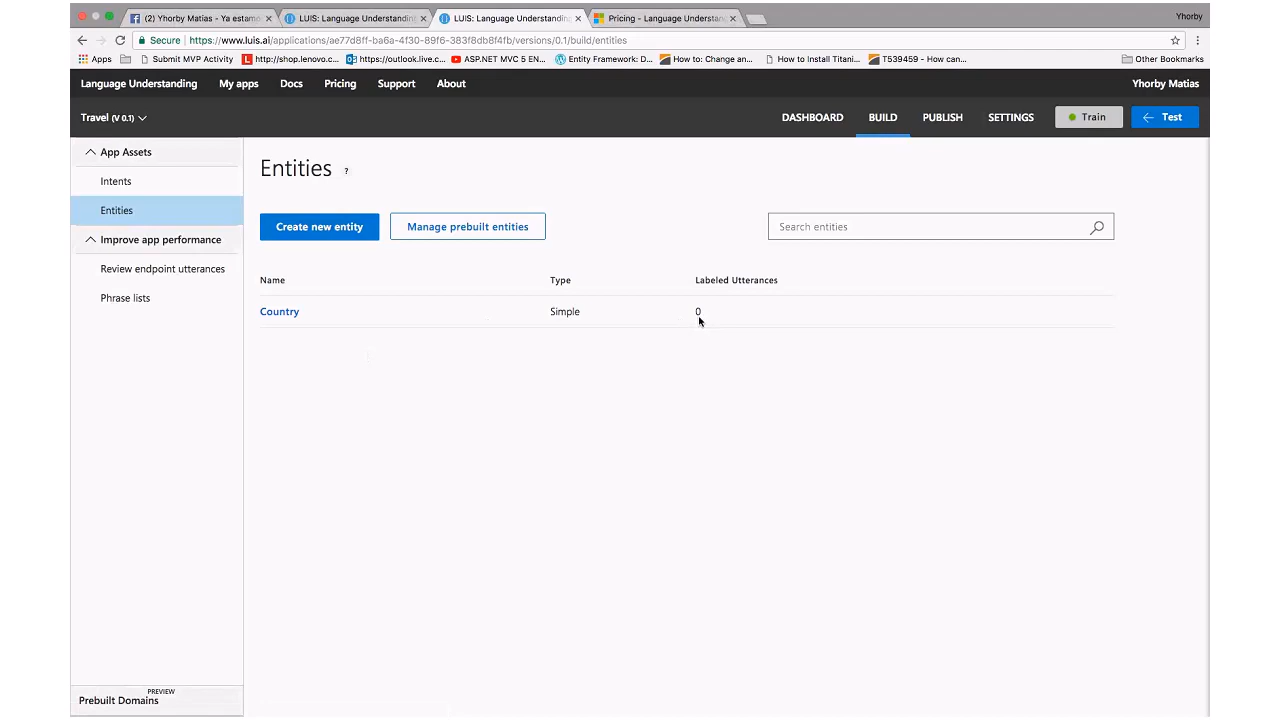 (2) Yhorby Matias - Ya estamo
LUIS: Language Understandin
LUIS: Language Understanding
Pricing - Language Understan
Yhorby
Secure
https://www.luis.ai/applications/ae77d8ff-ba6a-4f30-89f6-383f8db8f4fb/versions/0.1/build/entities
Apps
Submit MVP Activity
http://shop.lenovo.c...
https://outlook.live.c...
ASP.NET MVC 5 EN...
Entity Framework: D...
How to: Change an...
How to Install Titani...
T539459 - How can...
Other Bookmarks
Language Understanding
My apps
Docs
Pricing
Support
About
Yhorby Matias
Travel (V 0.1)
DASHBOARD
BUILD
PUBLISH
SETTINGS
Train
Test
App Assets
Intents
Entities
Improve app performance
Review endpoint utterances
Phrase lists
Entities ?
Create new entity
Manage prebuilt entities
Search entities
Name
Type
Labeled Utterances
Country
Simple
0
PREVIEW
Prebuilt Domains